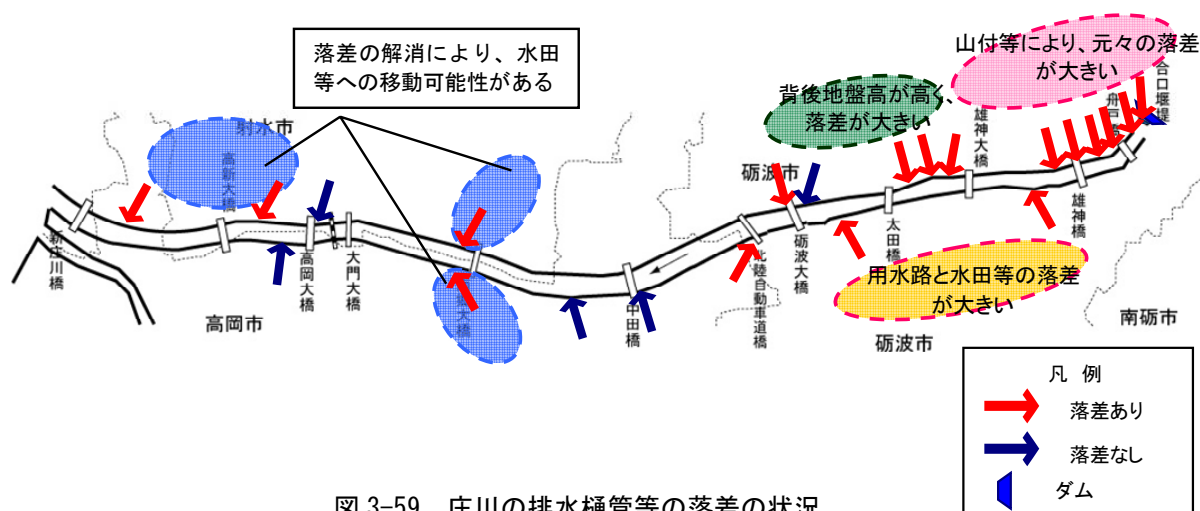 落差の解消により、水田
等への移動可能性がある
山付等により、元々の落差
が大きい
背後地盤高が高く、
落差が大きい
合口堰堤
雄神大橋
射水市
高新大橋
砺波市
新庄川橋
高岡大橋
大門大橋
大橋
中田橋
陸自動車道橋
砺波大橋
太田橋
雄神橋
用水路と水田等の落差
が大きい
高岡市
砺波市
南砺市
凡 例
落差あり
落差なし
ダム
図 3-59 庄川の排水樋管等の落差の状況